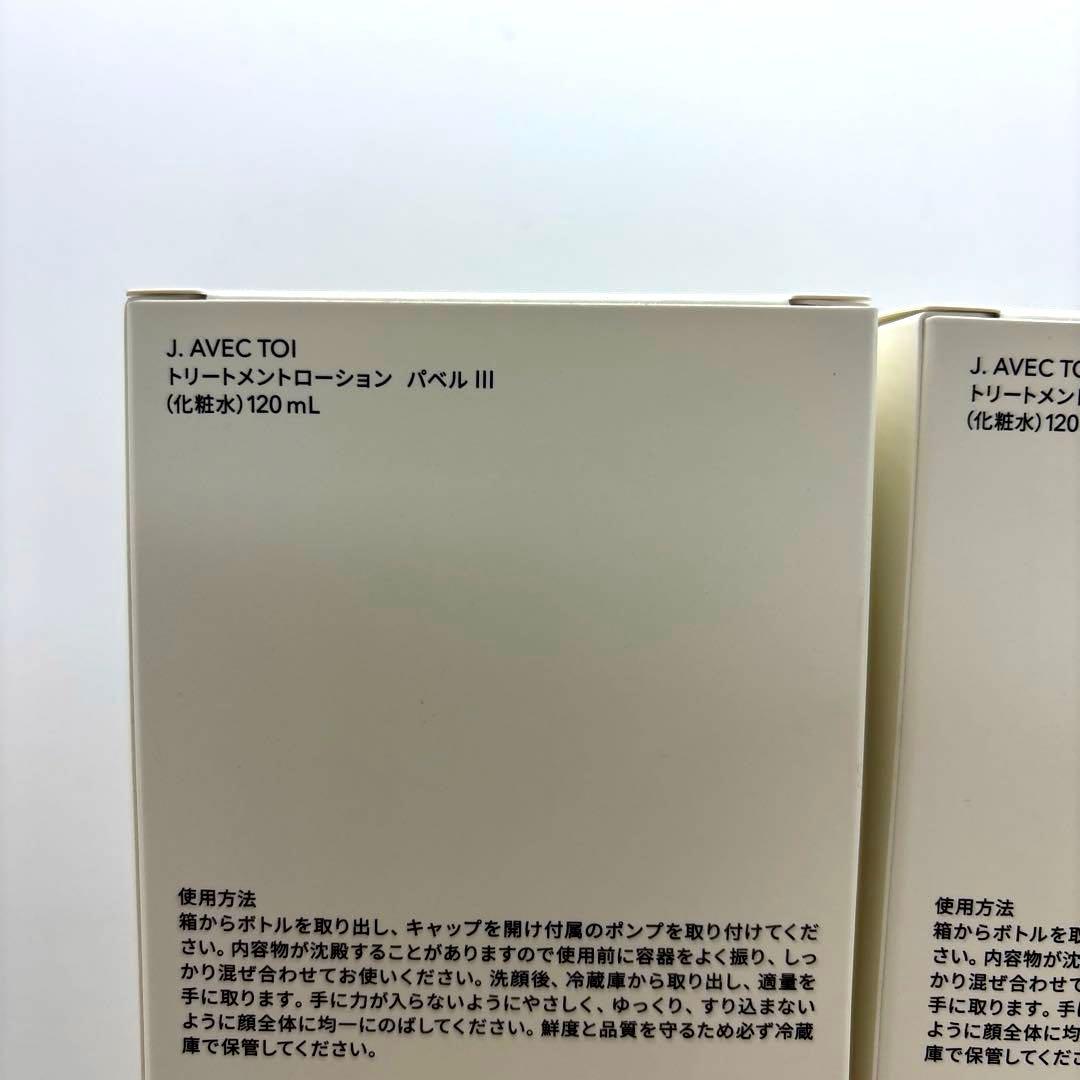 J. AVEC TOI
トリートメントローション パベル III
(化粧水)120 mL
使用方法
箱からボトルを取り出し、キャップを開け付属のポンプを取り付けてくだ
さい。内容物が沈殿することがありますので使用前に容器をよく振り、しっ
かり混ぜ合わせてお使いください。洗顔後、冷蔵庫から取り出し、適量を
手に取ります。手に力が入らないようにやさしく、ゆっくり、すり込まない
ように顔全体に均一にのばしてください。鮮度と品質を守るため必ず冷蔵
庫で保管してください。
J. AVEC TO
トリートメン
(化粧水)120
使用方法
箱からボトルを取
さい。内容物が沈
かり混ぜ合わせて
手に取ります。手
ように顔全体に均
庫で保管してくだ